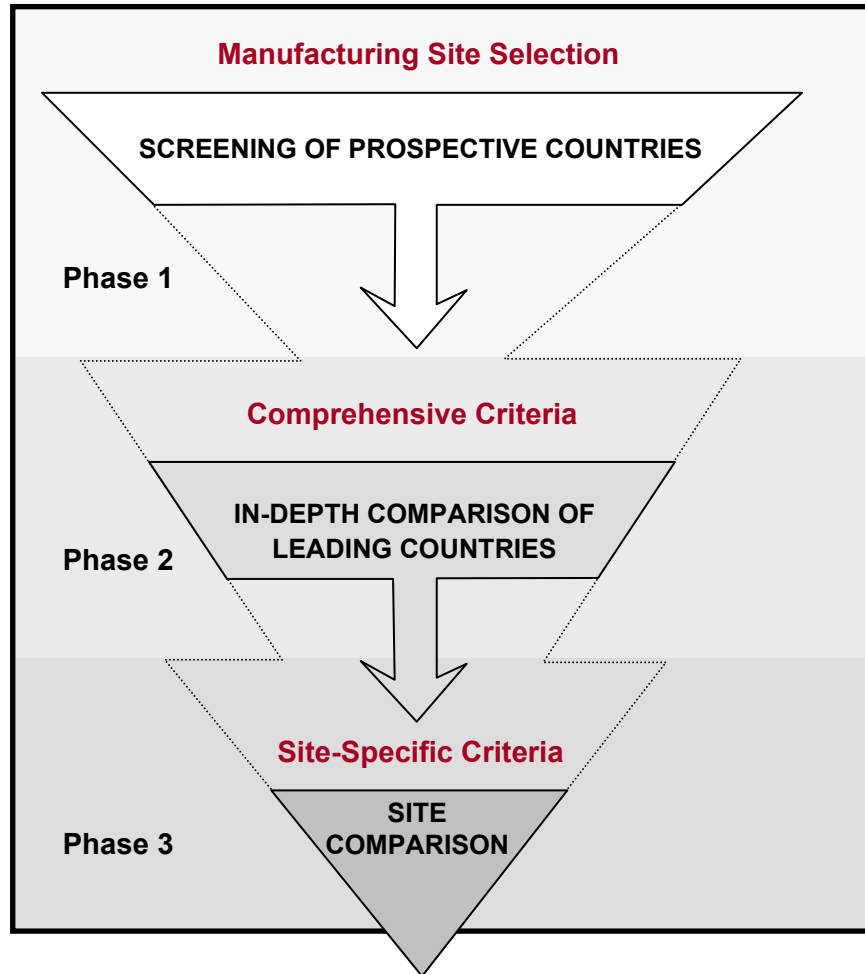 Manufacturing Site Selection
SCREENING OF PROSPECTIVE COUNTRIES
Phase 1
Comprehensive Criteria
IN-DEPTH COMPARISON OF
LEADING COUNTRIES
Phase 2
Site-Specific Criteria
SITE
COMPARISON
Phase 3